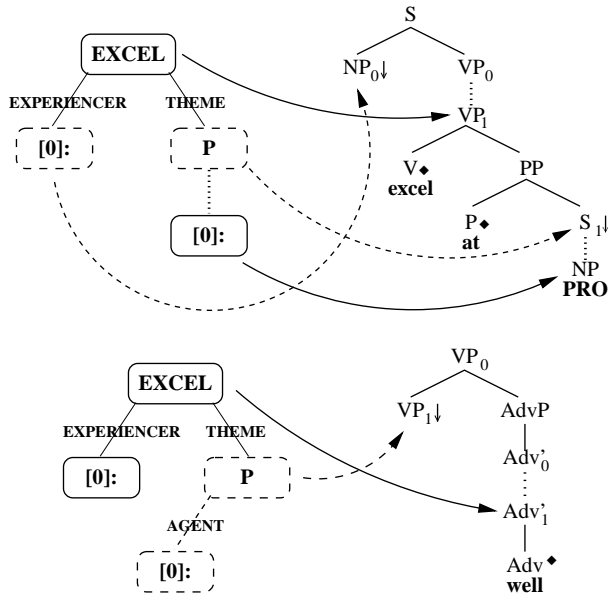 S
EXCEL
NP0↓ VP0
EXPERIENCER THEME
VP1
[0]: P
V◆ PP
excel
[0]: P◆ S1↓
at
NP
PRO
VP0
EXCEL
VP1↓ AdvP
EXPERIENCER THEME
Adv'0
[0]: P
Adv'1
AGENT
[0]: Adv◆
well